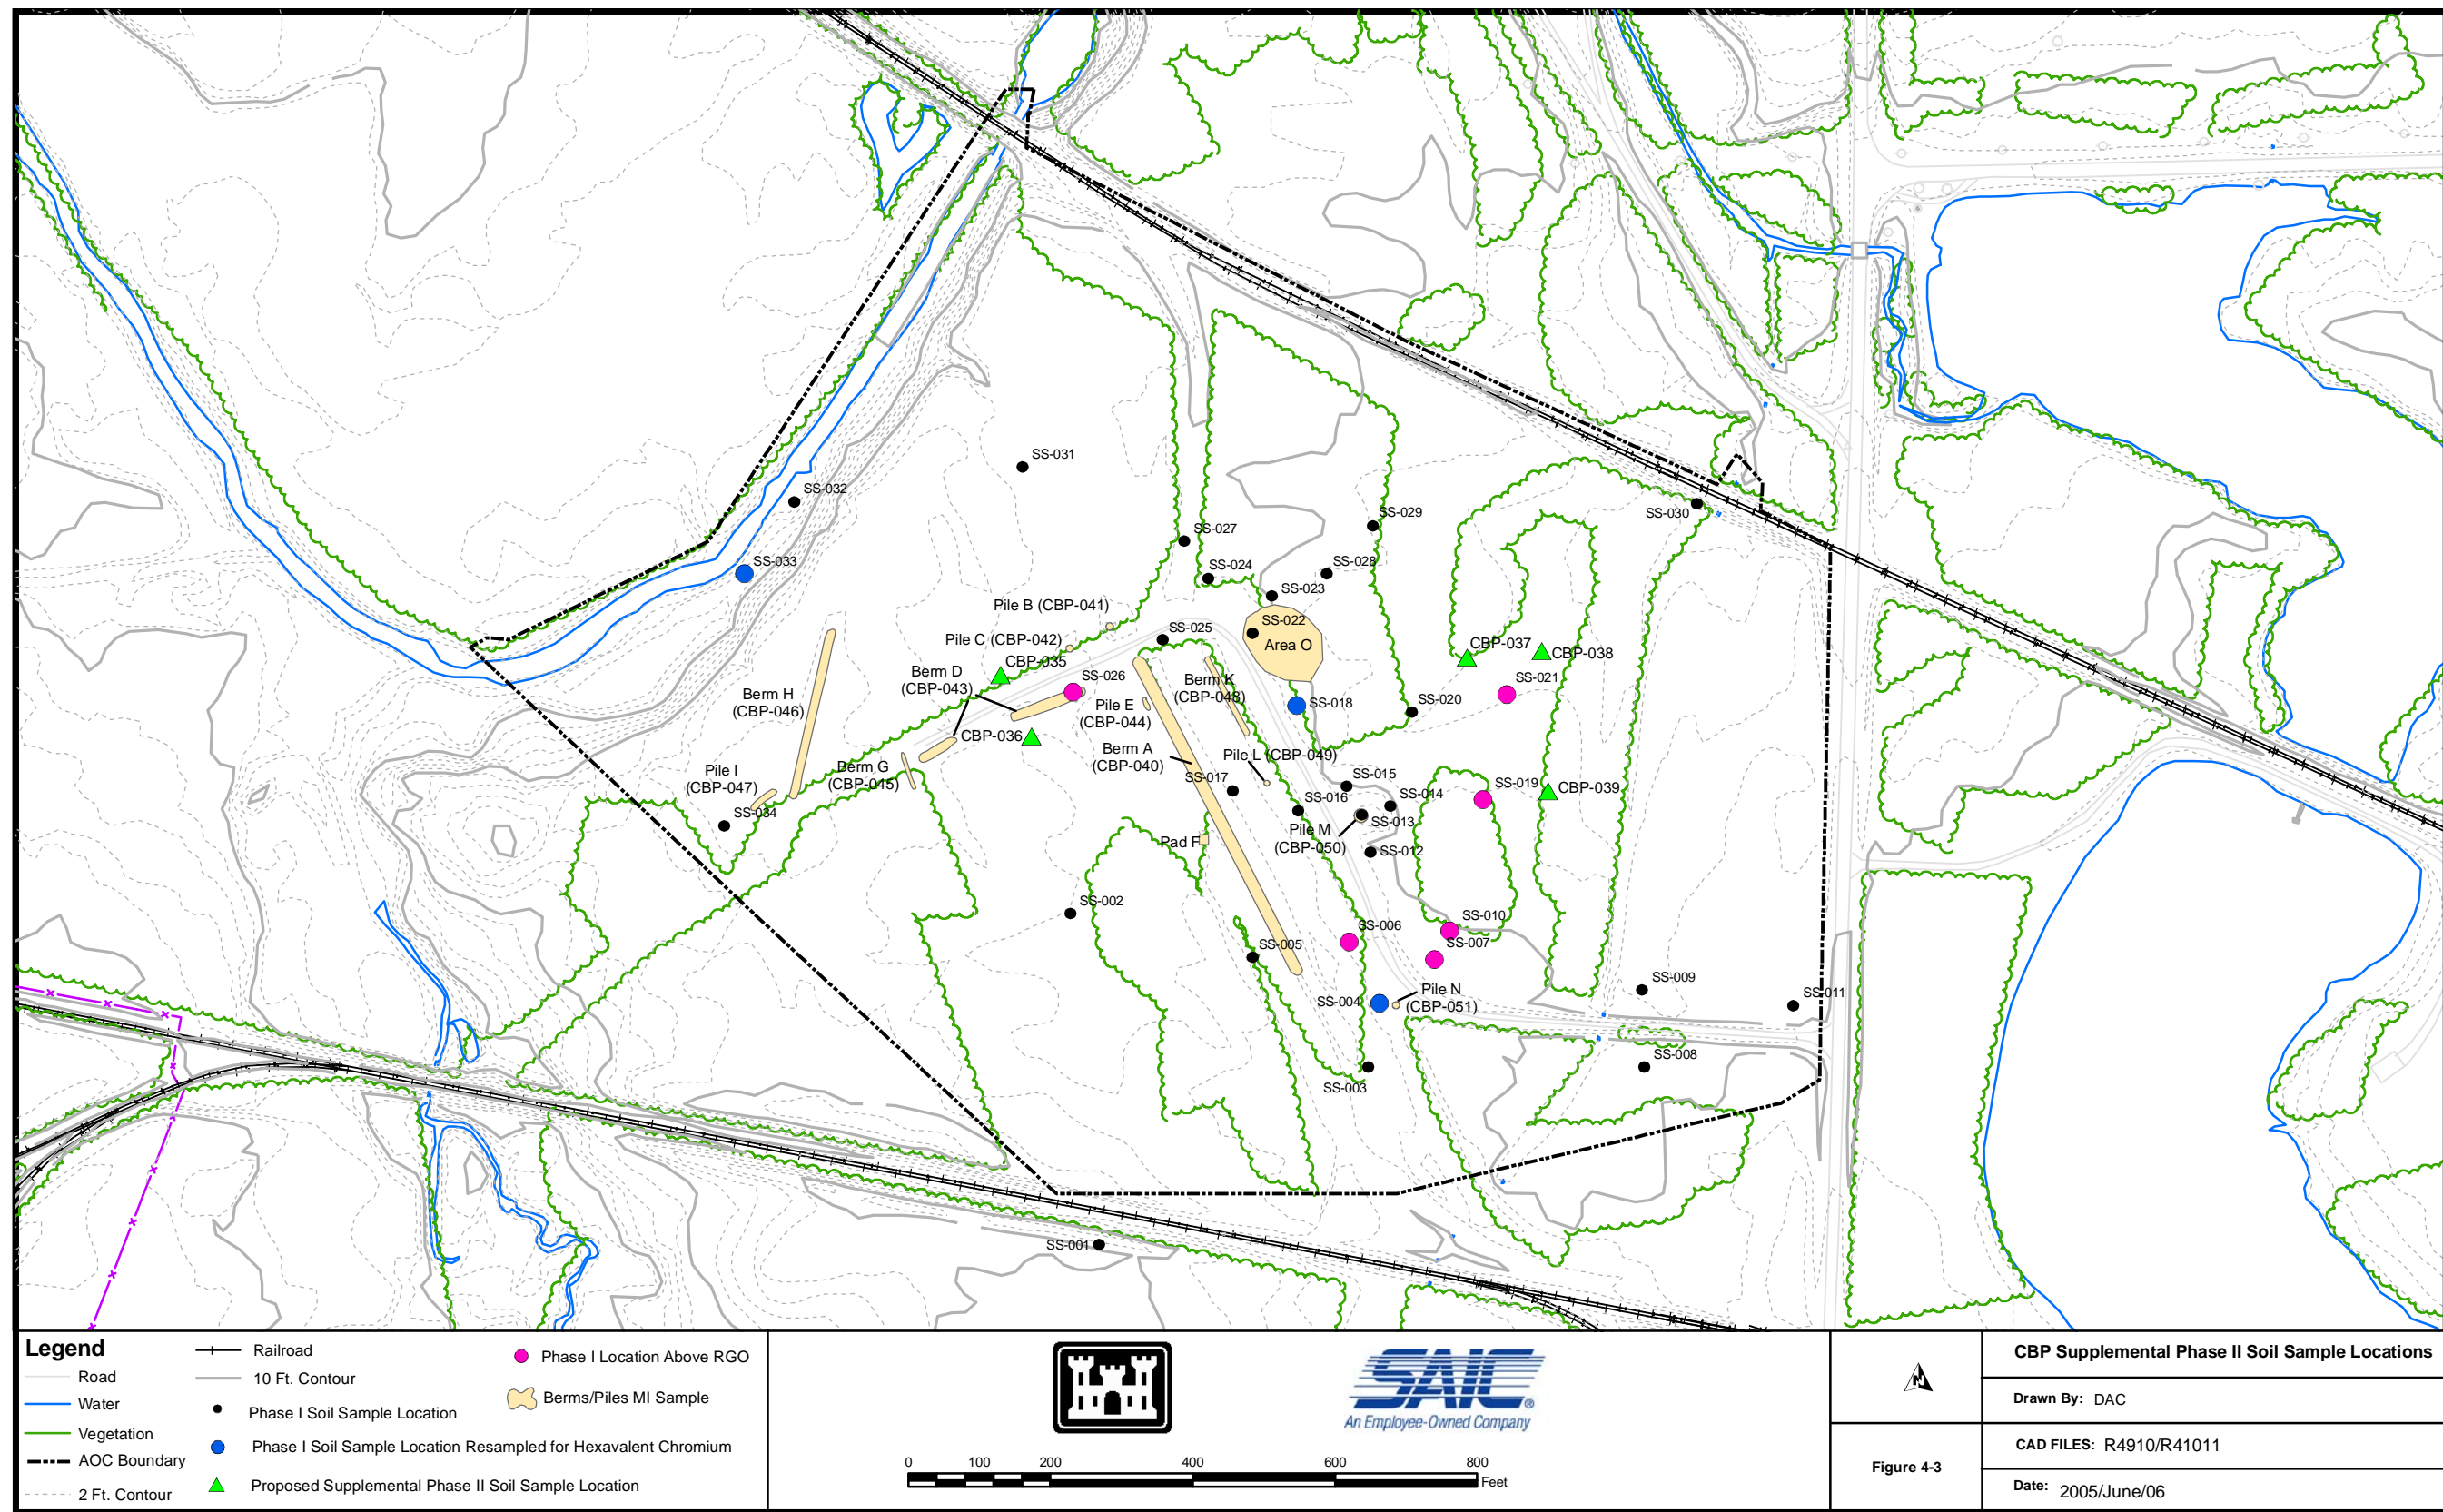 SS-031
SS-032
SS-029
SS-030
SS-027
SS-033
SS-024
SS-028
SS-023
Pile B (CBP-041)
SS-022
SS-025
Pile C (CBP-042)
Area O
CBP-035
CBP-037
CBP-038
Berm D
(CBP-043)
SS-026
Berm K
(CBP-048)
SS-021
Berm H
(CBP-046)
Pile E
(CBP-044)
SS-018
SS-020
CBP-036
Berm A
(CBP-040)
Pile L (CBP-049)
Berm G
(CBP-045)
Pile I
(CBP-047)
SS-017
SS-015
SS-019
CBP-039
SS-016
SS-014
SS-034
SS-013
Pile M
(CBP-050)
Pad F
SS-012
SS-002
SS-010
SS-006
SS-007
SS-005
SS-009
Pile N
(CBP-051)
SS-004
SS-011
SS-008
SS-003
SS-001
Legend
Road
Water
Vegetation
AOC Boundary
2 Ft. Contour
Railroad
10 Ft. Contour
Phase I Soil Sample Location
Phase I Soil Sample Location Resampled for Hexavalent Chromium
Proposed Supplemental Phase II Soil Sample Location
Phase I Location Above RGO
Berms/Piles MI Sample
SAIC®
An Employee-Owned Company
0 100 200 400 600 800
Feet
N
Figure 4-3
CBP Supplemental Phase II Soil Sample Locations
Drawn By: DAC
CAD FILES: R4910/R41011
Date: 2005/June/06